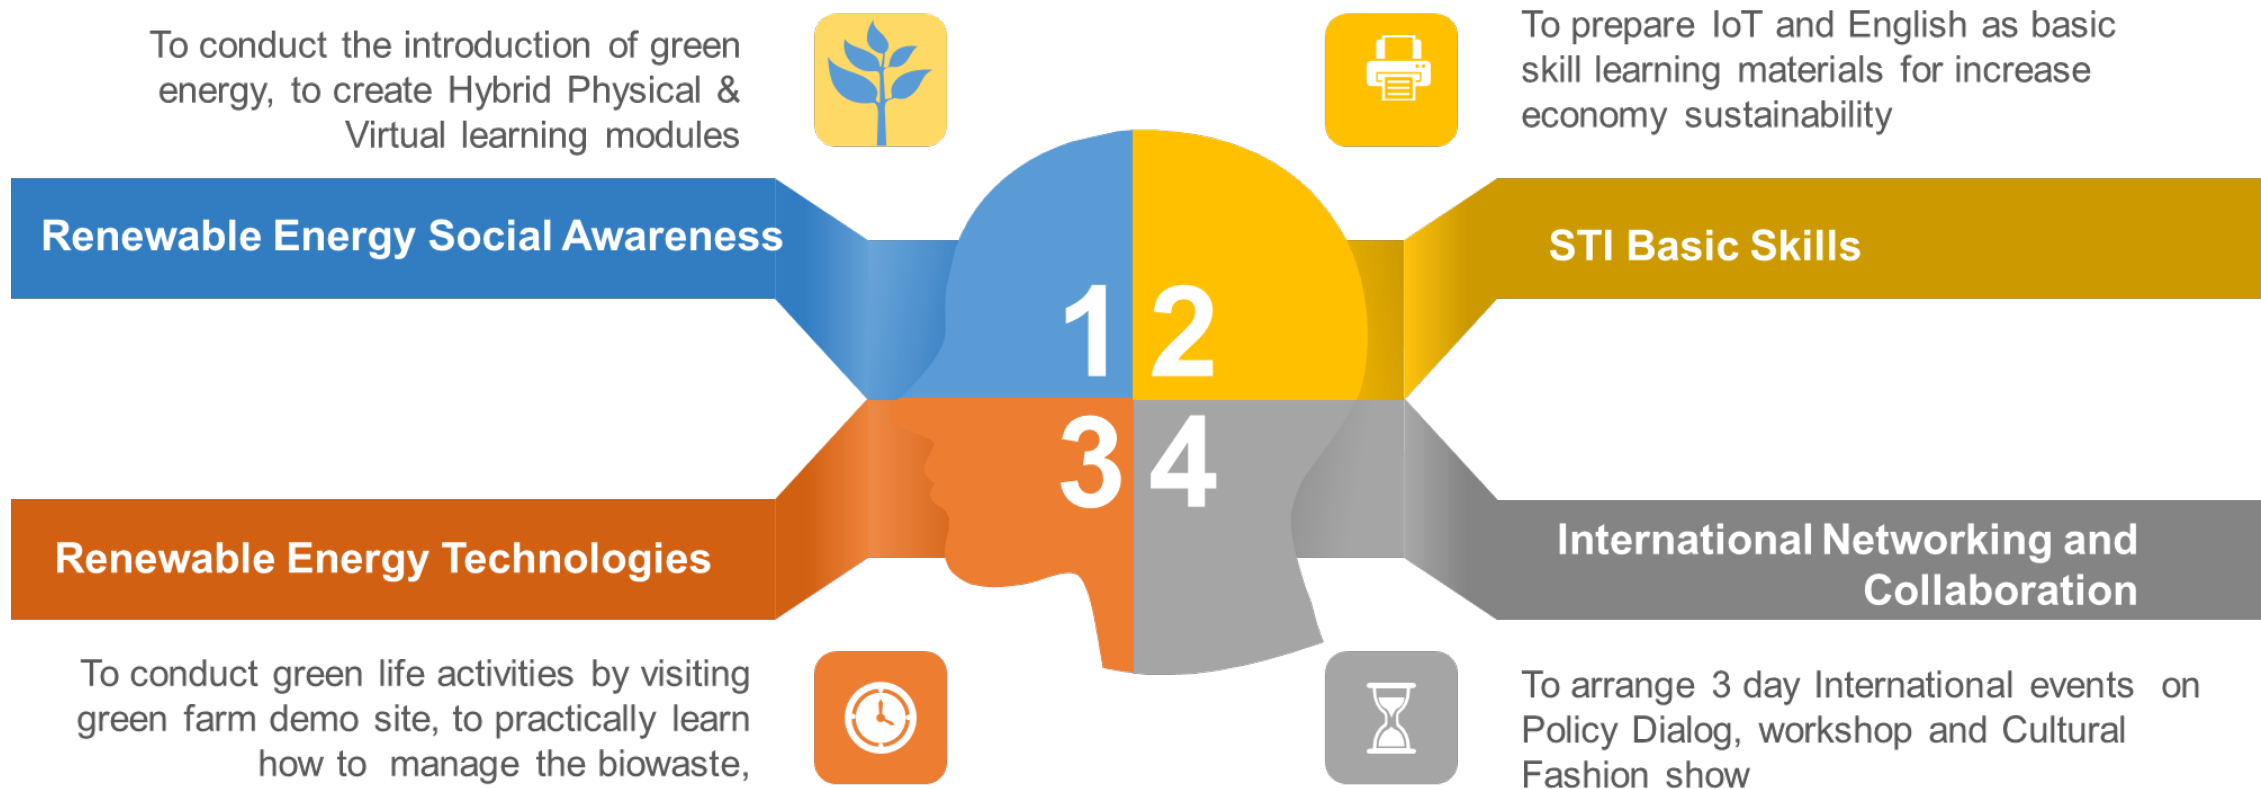 To conduct the introduction of green
energy, to create Hybrid Physical &
Virtual learning modules
Renewable Energy Social Awareness
1
To prepare IoT and English as basic
skill learning materials for increase
economy sustainability
STI Basic Skills
2
Renewable Energy Technologies
3
To conduct green life activities by visiting
green farm demo site, to practically learn
how to manage the biowaste,
International Networking and
Collaboration
4
To arrange 3 day International events on
Policy Dialog, workshop and Cultural
Fashion show